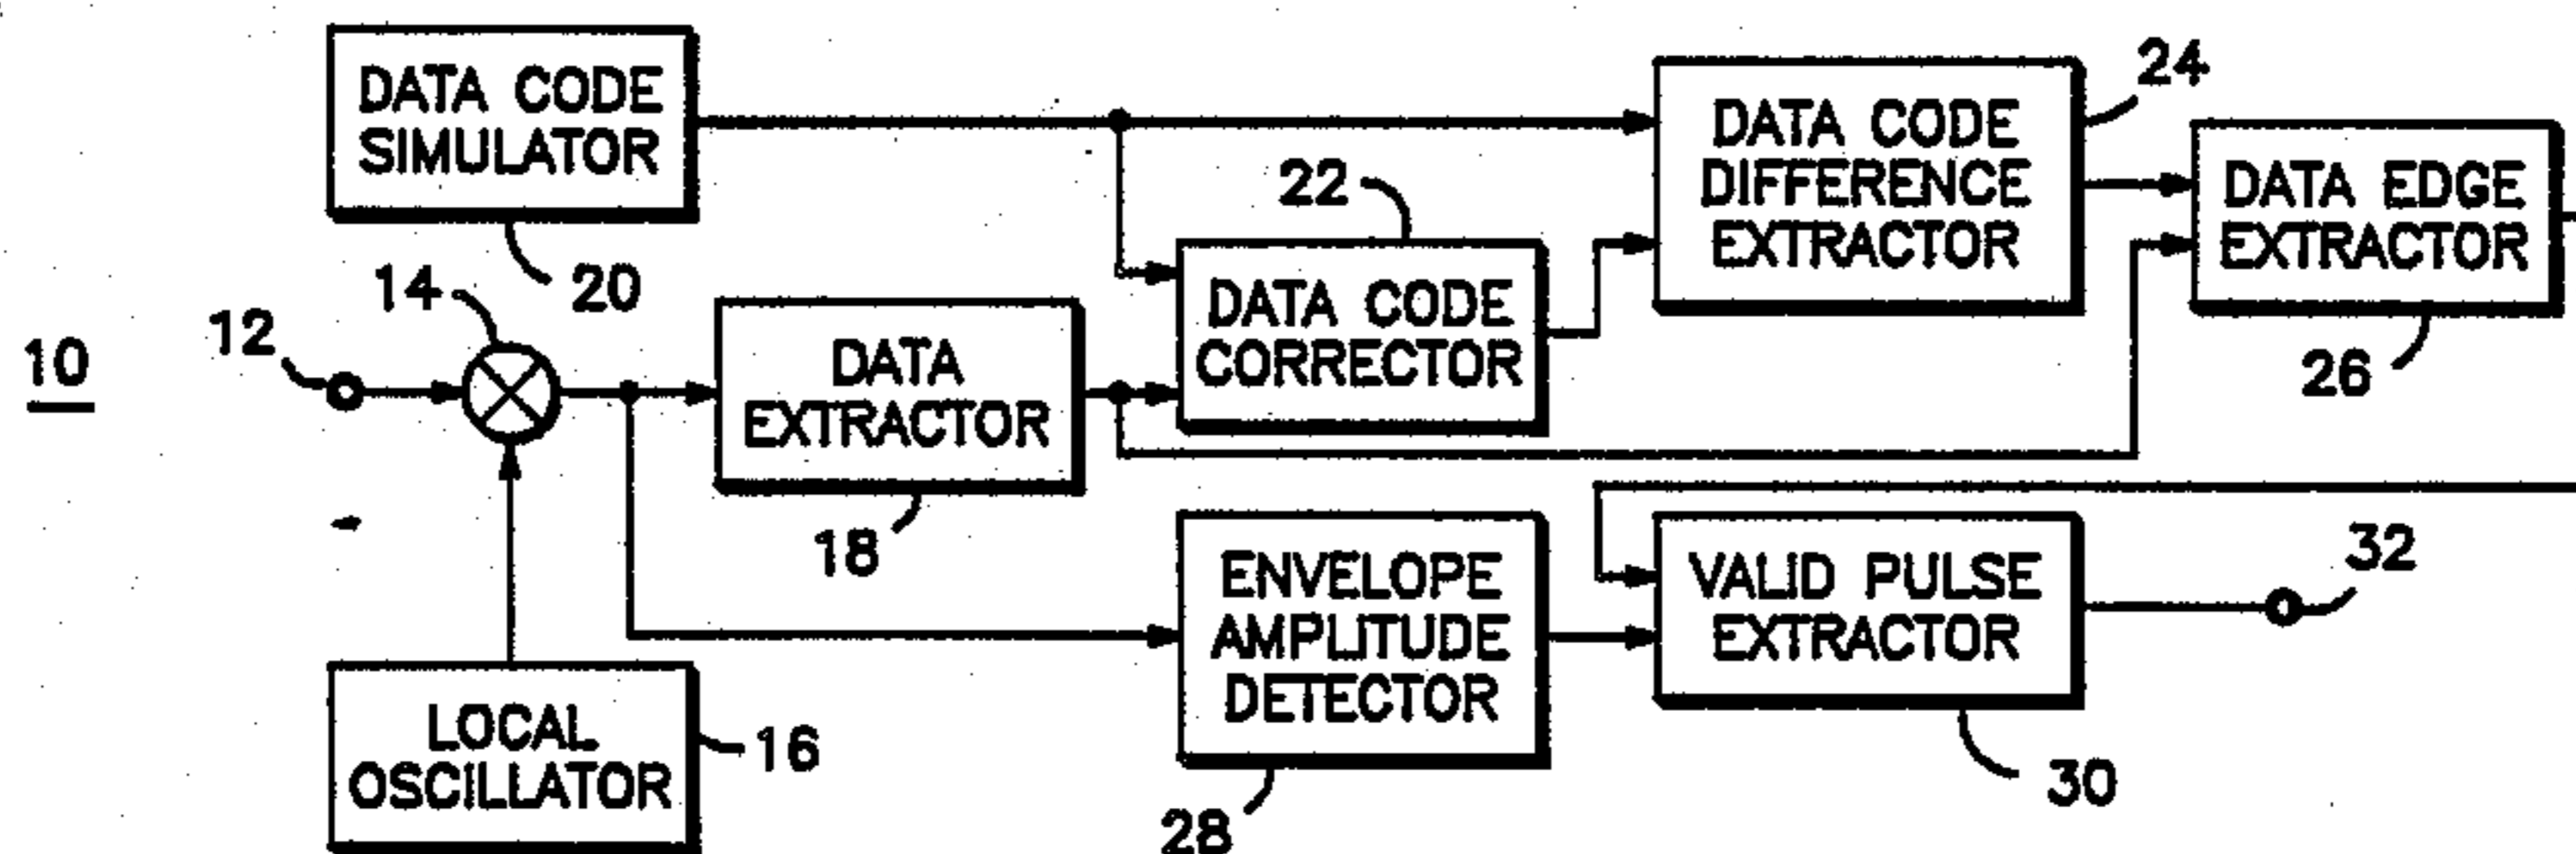 DATA CODE
SIMULATOR
20
DATA CODE
DIFFERENCE
EXTRACTOR
24
DATA EDGE
EXTRACTOR
26
22
DATA CODE
CORRECTOR
10
12
14
DATA
EXTRACTOR
18
LOCAL
OSCILLATOR
16
ENVELOPE
AMPLITUDE
DETECTOR
28
VALID PULSE
EXTRACTOR
30
32